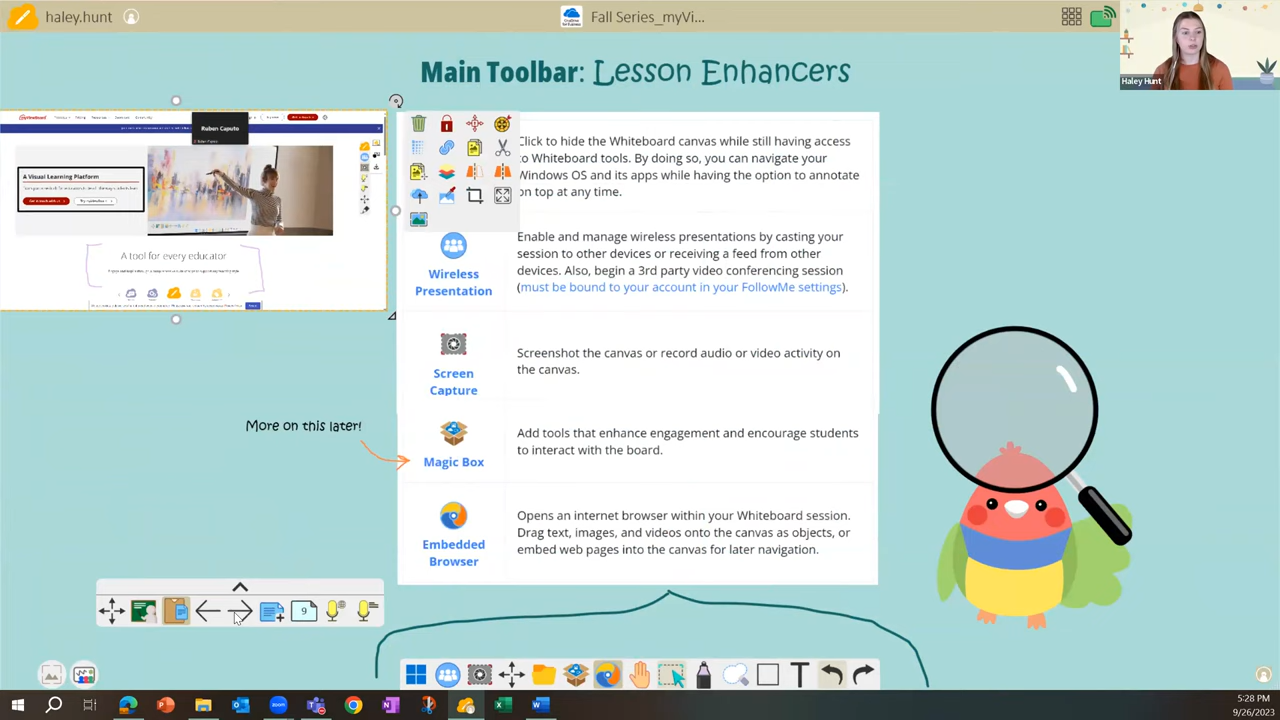 haley.hunt
Fall Series_myVi...
Haley Hunt
Main Toolbar: Lesson Enhancers
Ruben Caputo
A Visual Learning Platform
A tool for every educator
Click to hide the Whiteboard canvas while still having access
to Whiteboard tools. By doing so, you can navigate your
Windows OS and its apps while having the option to annotate
on top at any time.
Wireless
Presentation
Enable and manage wireless presentations by casting your
session to other devices or receiving a feed from other
devices. Also, begin a 3rd party video conferencing session
(must be bound to your account in your FollowMe settings).
Screen
Capture
Screenshot the canvas or record audio or video activity on
the canvas.
More on this later!
Magic Box
Add tools that enhance engagement and encourage students
to interact with the board.
Embedded
Browser
Opens an internet browser within your Whiteboard session.
Drag text, images, and videos onto the canvas as objects, or
embed web pages into the canvas for later navigation.
9
T
zoom
5:28 PM
9/26/2023